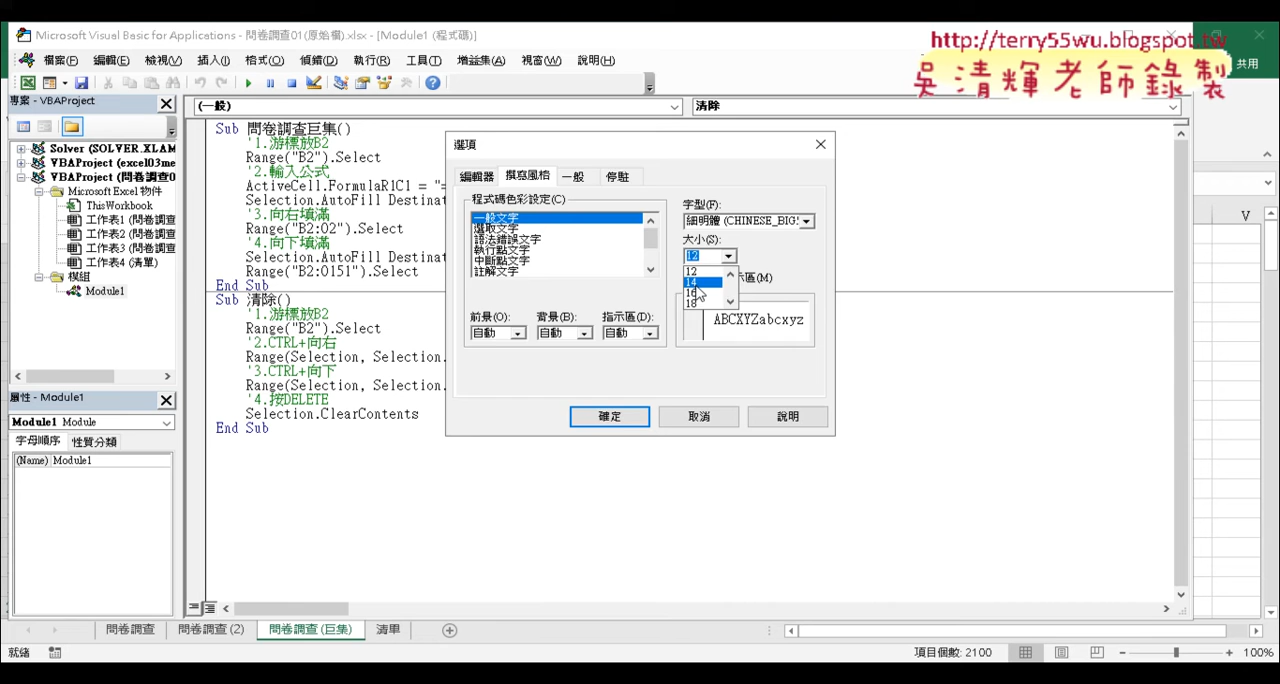 http://terry55wu.blogspot.tw
吳清輝老師錄製
Microsoft Visual Basic for Applications - 問卷調查01(原始檔).xlsx - [Module1 (程式碼)]
檔案(F) 編輯(E) 檢視(V) 插入(I) 格式(O) 偵錯(D) 執行(R) 工具(T) 增益集(A) 視窗(W) 說明(H)
共用
專案 - VBAProject
(一般)
清除
Solver (SOLVER.XLAM
VBAProject (excel03me
VBAProject (問卷調查0
Microsoft Excel 物件
ThisWorkbook
工作表1 (問卷調查
工作表2 (問卷調查
工作表3 (問卷調查
工作表4 (清單)
模組
Module1
屬性 - Module1
Module1 Module
字母順序 性質分類
(Name) Module1
Sub 問卷調查巨集()
'1.游標放B2
Range("B2").Select
'2.輸入公式
ActiveCell.FormulaR1C1 = "=
Selection.AutoFill Destinat
'3.向右填滿
Range("B2:O2").Select
'4.向下填滿
Selection.AutoFill Destinat
Range("B2:O151").Select
End Sub
Sub 清除()
'1.游標放B2
Range("B2").Select
'2.CTRL+向右
Range(Selection, Selection.
'3.CTRL+向下
Range(Selection, Selection.
'4.按DELETE
Selection.ClearContents
End Sub
選項
編輯器 撰寫風格 一般 停駐
程式碼色彩設定(C)
一般文字
選取文字
語法錯誤文字
執行點文字
中斷點文字
註解文字
前景(O): 背景(B): 指示區(D):
自動 自動 自動
字型(F):
細明體 (CHINESE_BIG5
大小(S):
12
12
14
16
18
示區(M)
ABCXYZabcxyz
確定 取消 說明
V
問卷調查 問卷調查 (2) 問卷調查 (巨集) 清單
就緒
項目個數: 2100
100%